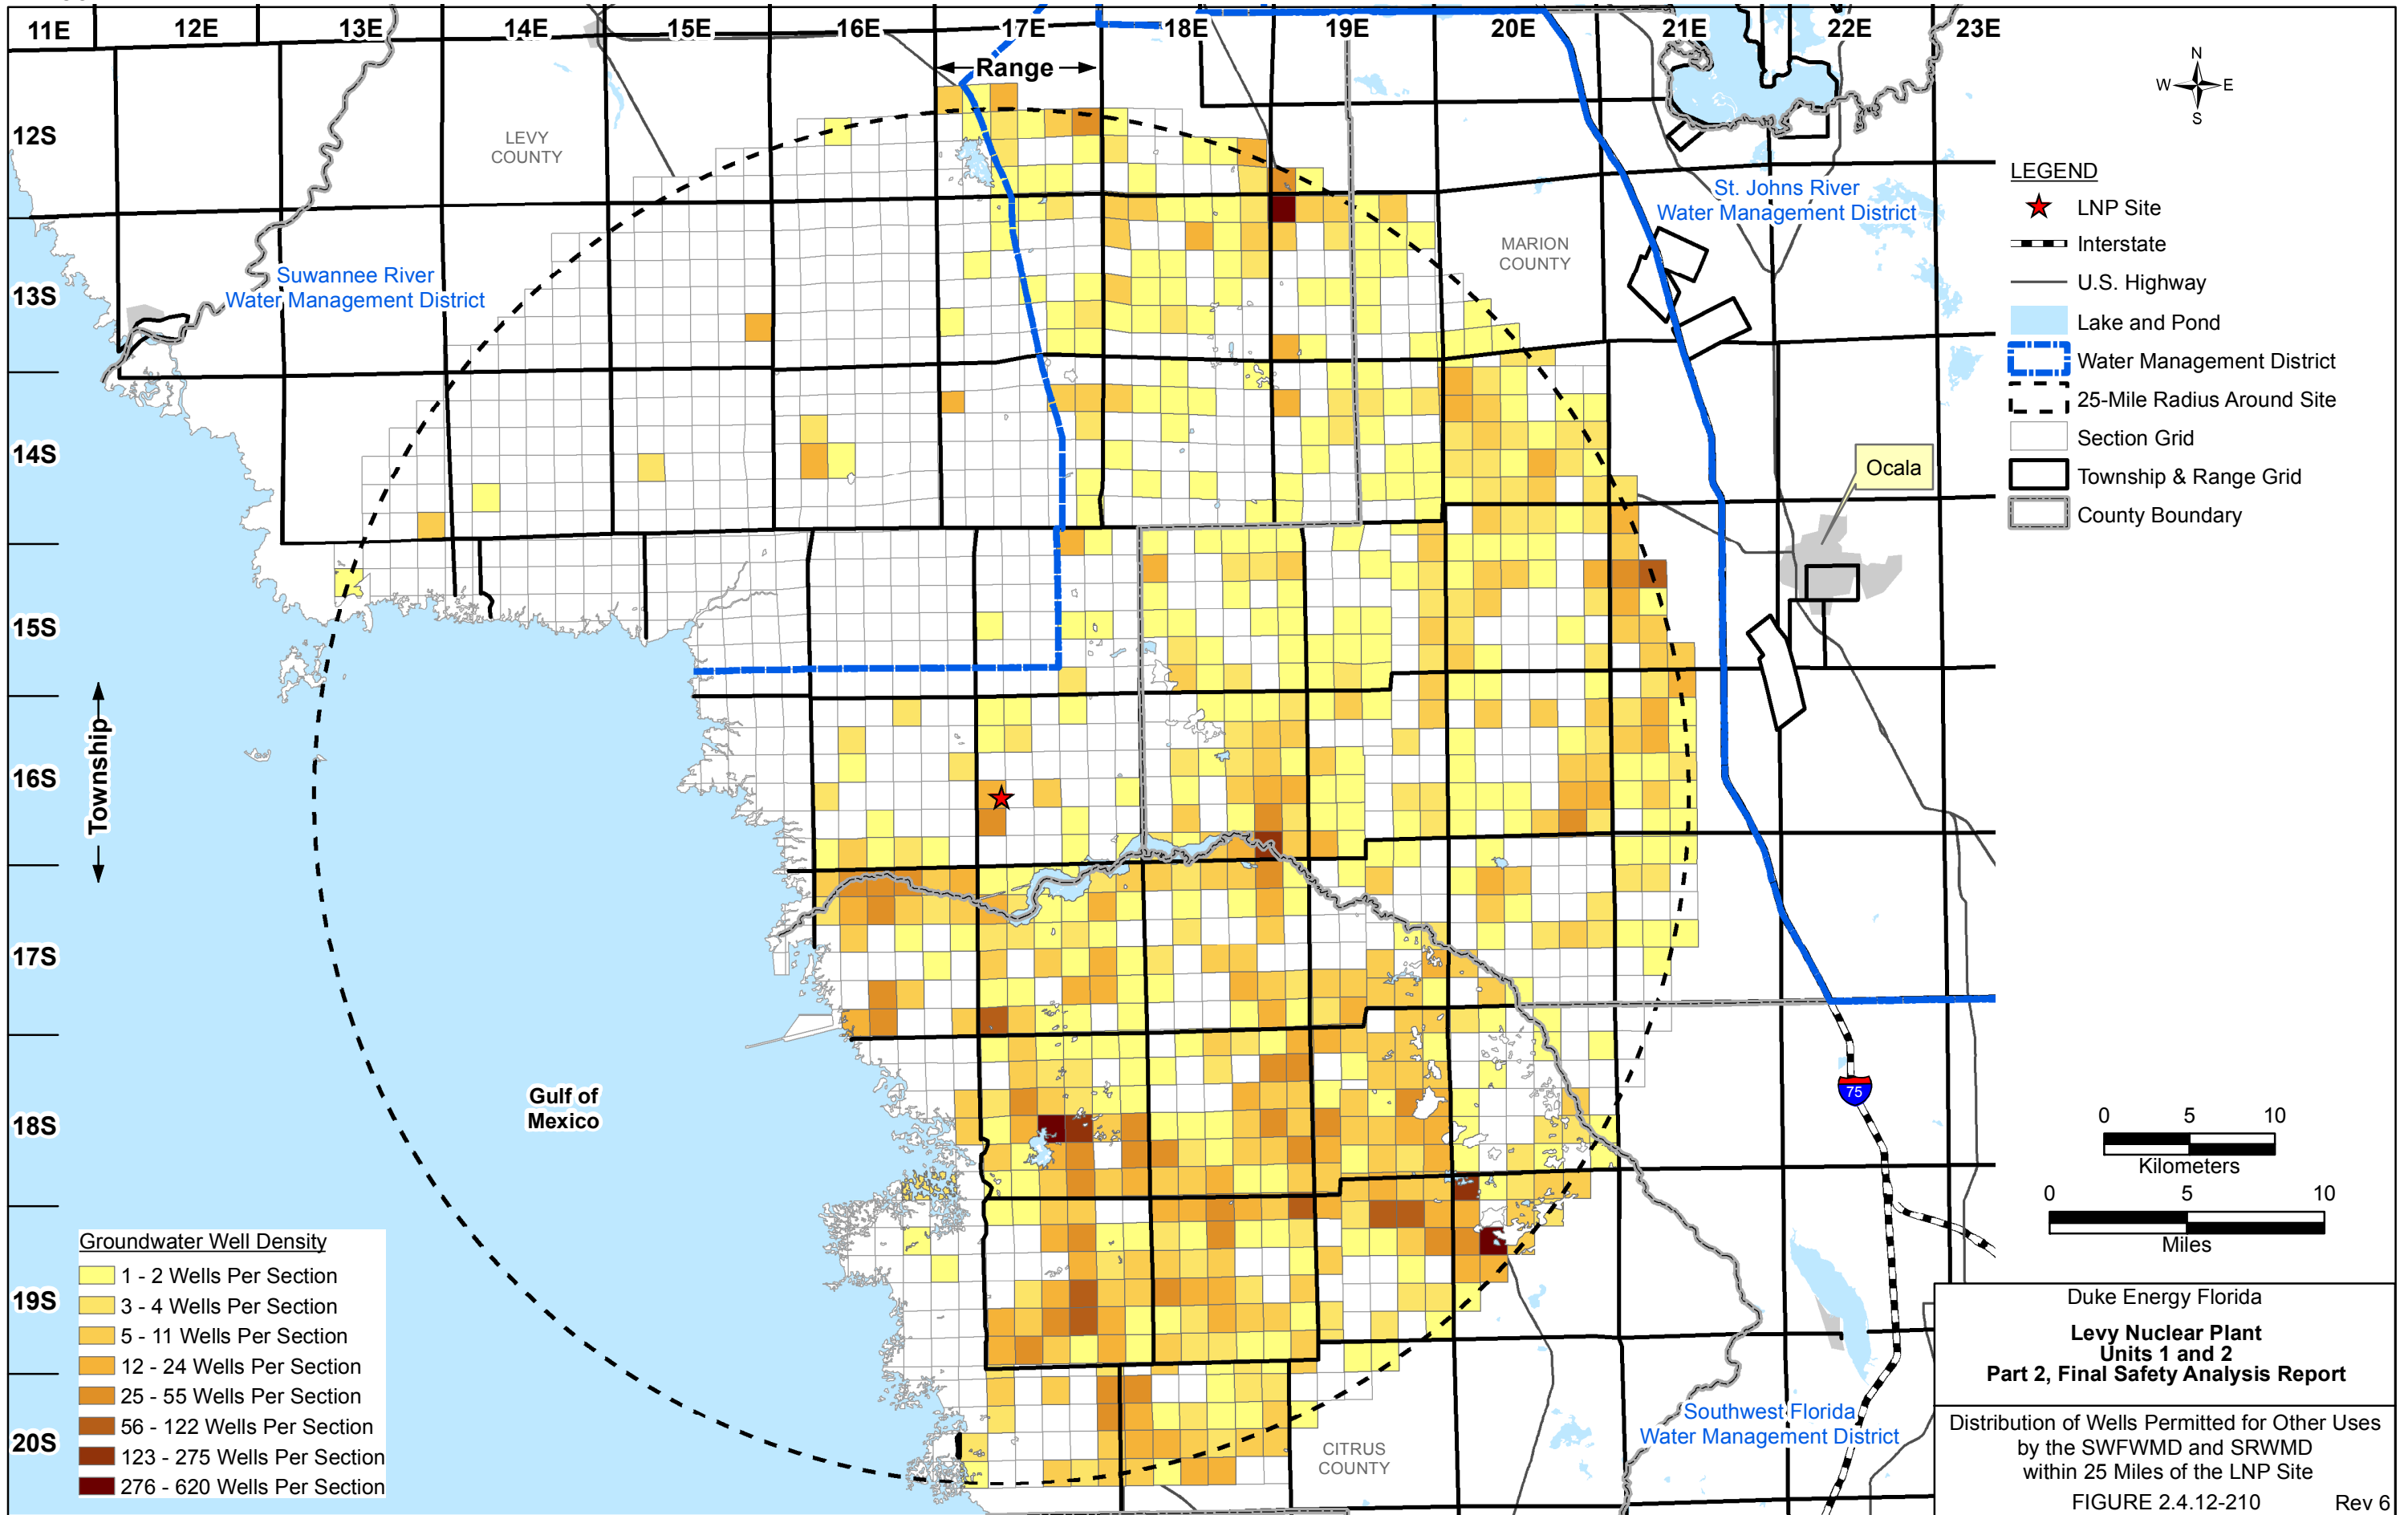 11E 12E 13E 14E 15E 16E 17E 18E 19E 20E 21E 22E 23E
Range
N
W E
S
12S
13S
14S
15S
16S
17S
18S
19S
20S
Township
LEVY
COUNTY
Suwannee River
Water Management District
St. Johns River
Water Management District
MARION
COUNTY
Ocala
LEGEND
LNP Site
Interstate
U.S. Highway
Lake and Pond
Water Management District
25-Mile Radius Around Site
Section Grid
Township & Range Grid
County Boundary
Gulf of
Mexico
75
0 5 10
Kilometers
0 5 10
Miles
Groundwater Well Density
1 - 2 Wells Per Section
3 - 4 Wells Per Section
5 - 11 Wells Per Section
12 - 24 Wells Per Section
25 - 55 Wells Per Section
56 - 122 Wells Per Section
123 - 275 Wells Per Section
276 - 620 Wells Per Section
CITRUS
COUNTY
Southwest Florida
Water Management District
Duke Energy Florida
Levy Nuclear Plant
Units 1 and 2
Part 2, Final Safety Analysis Report
Distribution of Wells Permitted for Other Uses
by the SWFWMD and SRWMD
within 25 Miles of the LNP Site
FIGURE 2.4.12-210 Rev 6